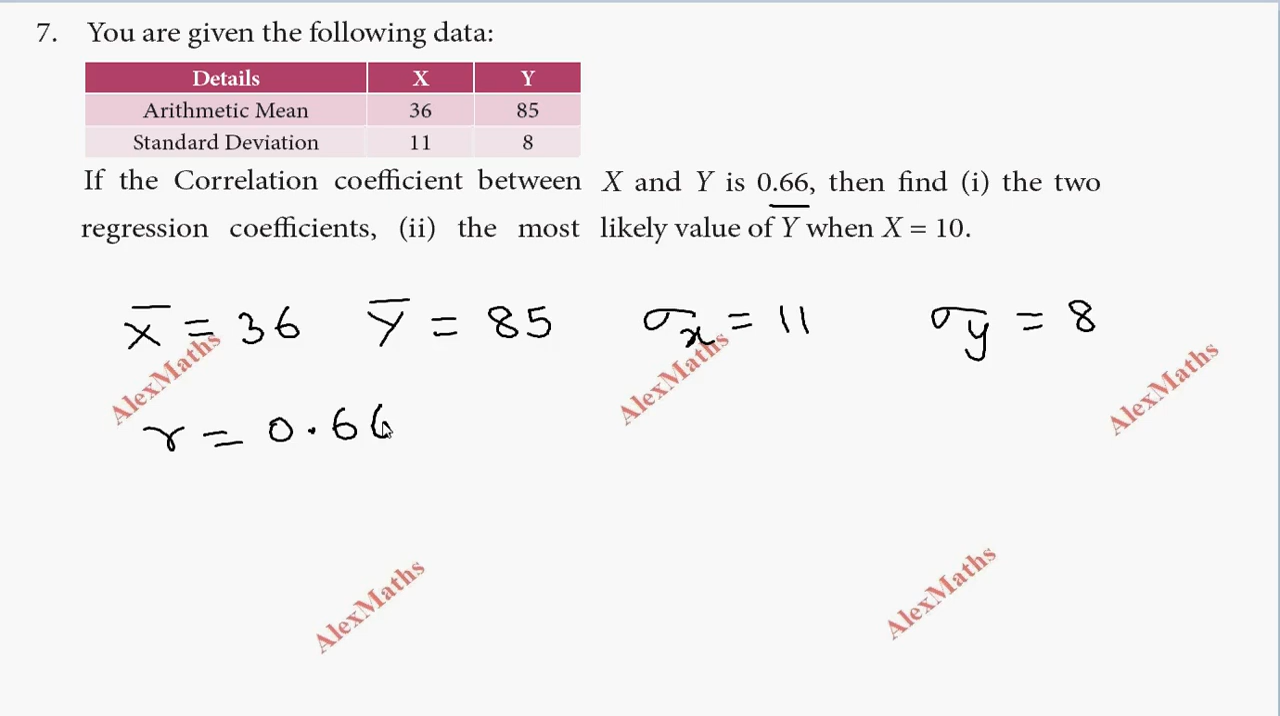 7. You are given the following data:
Details X Y
Arithmetic Mean 36 85
Standard Deviation 11 8
If the Correlation coefficient between X and Y is 0.66, then find (i) the two
regression coefficients, (ii) the most likely value of Y when X = 10.
x̅ = 36 y̅ = 85 σx = 11 σy = 8
AlexMaths AlexMaths AlexMaths
r = 0.66
AlexMaths AlexMaths